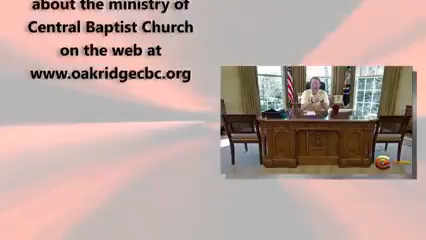 about the ministry of
Central Baptist Church
on the web at
www.oakridgecbc.org